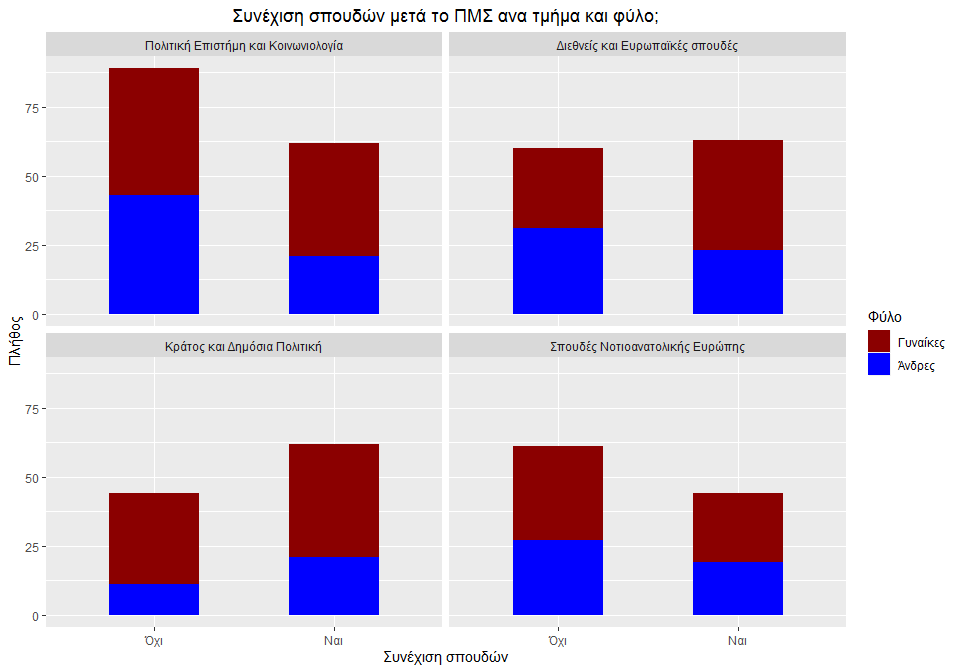 Συνέχιση σπουδών μετά το ΠΜΣ ανα τμήμα και φύλο;
Πολιτική Επιστήμη και Κοινωνιολογία
Διεθνείς και Ευρωπαϊκές σπουδές
75
50
25
0
Κράτος και Δημόσια Πολιτική
Σπουδές Νοτιοανατολικής Ευρώπης
75
50
25
0
Πλήθος
Όχι
Ναι
Όχι
Ναι
Συνέχιση σπουδών
Φύλο
Γυναίκες
Άνδρες